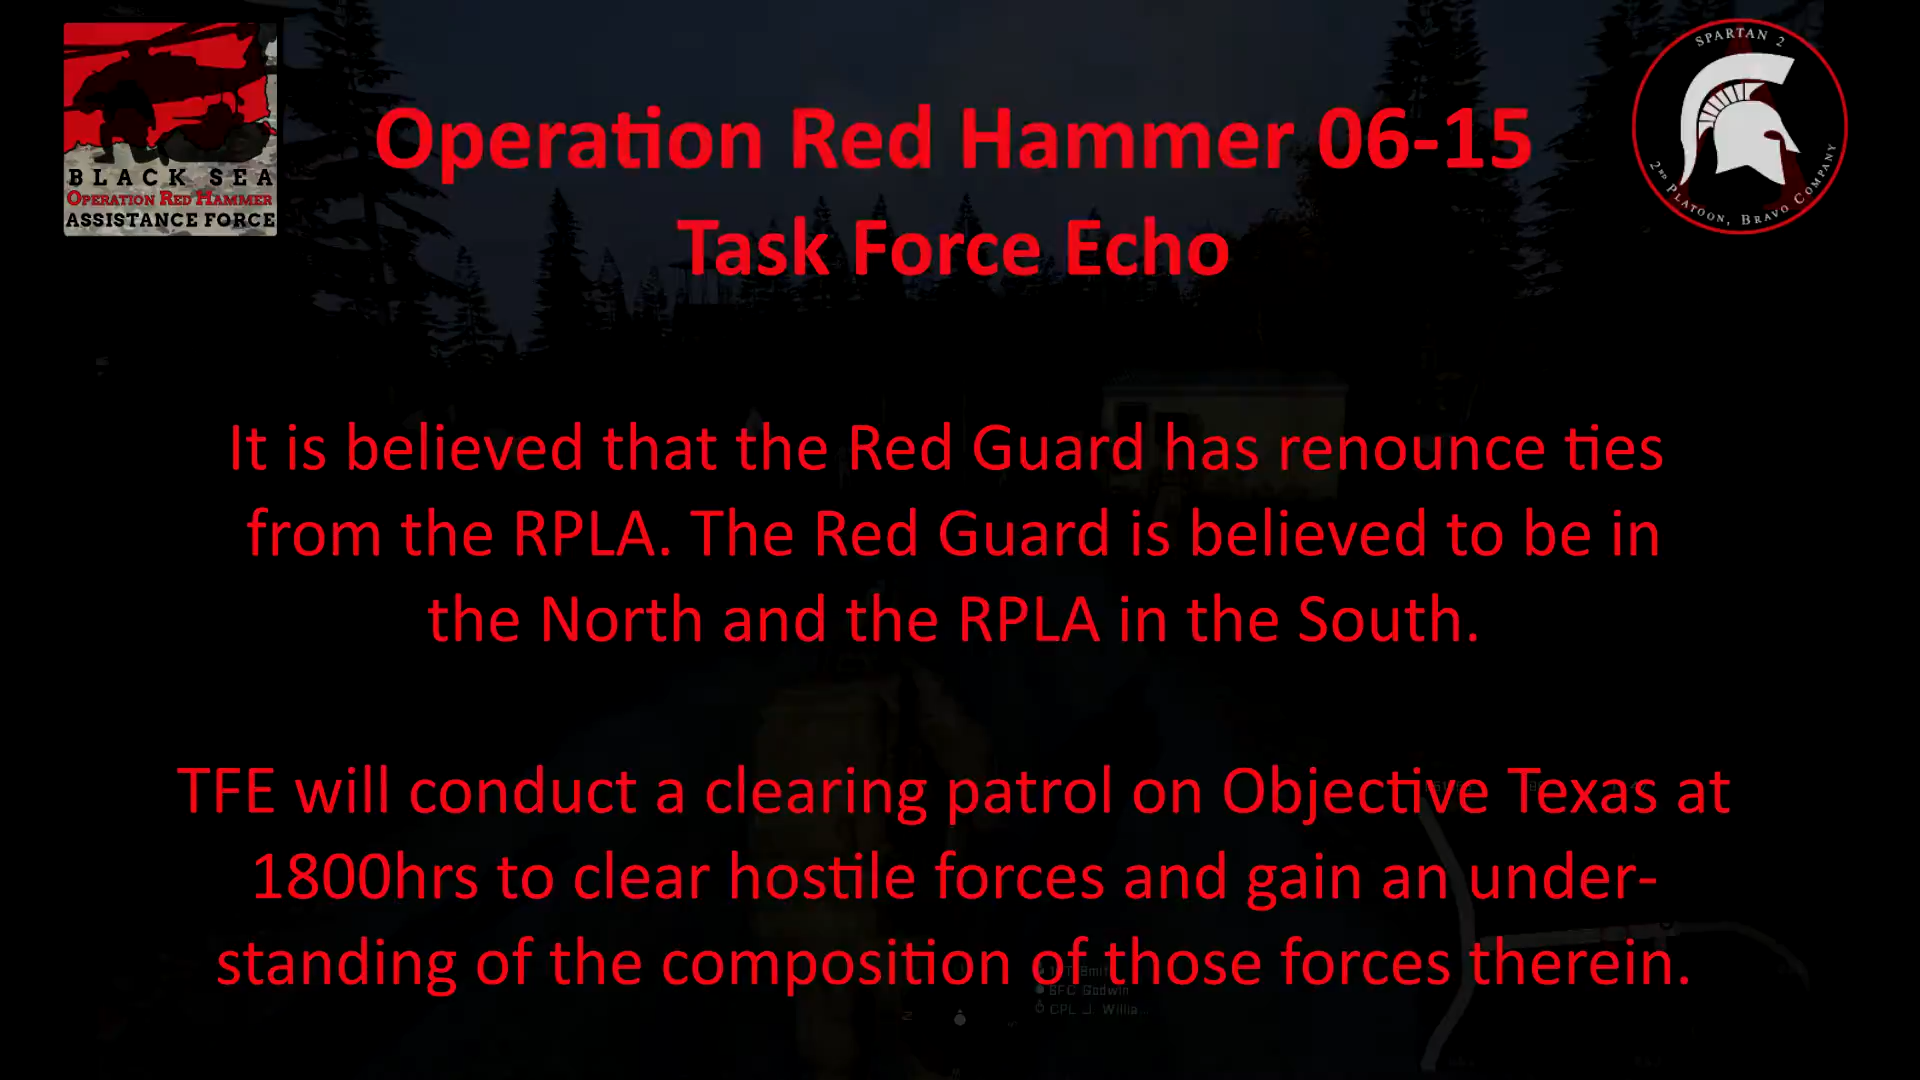 BLACK SEA
OPERATION RED HAMMER
ASSISTANCE FORCE
SPARTAN 2
2ND PLATOON, BRAVO COMPANY
Operation Red Hammer 06-15
Task Force Echo
It is believed that the Red Guard has renounce ties
from the RPLA. The Red Guard is believed to be in
the North and the RPLA in the South.
TFE will conduct a clearing patrol on Objective Texas at
1800hrs to clear hostile forces and gain an under-
standing of the composition of those forces therein.
SFC Godwin
CPL J. Willia...